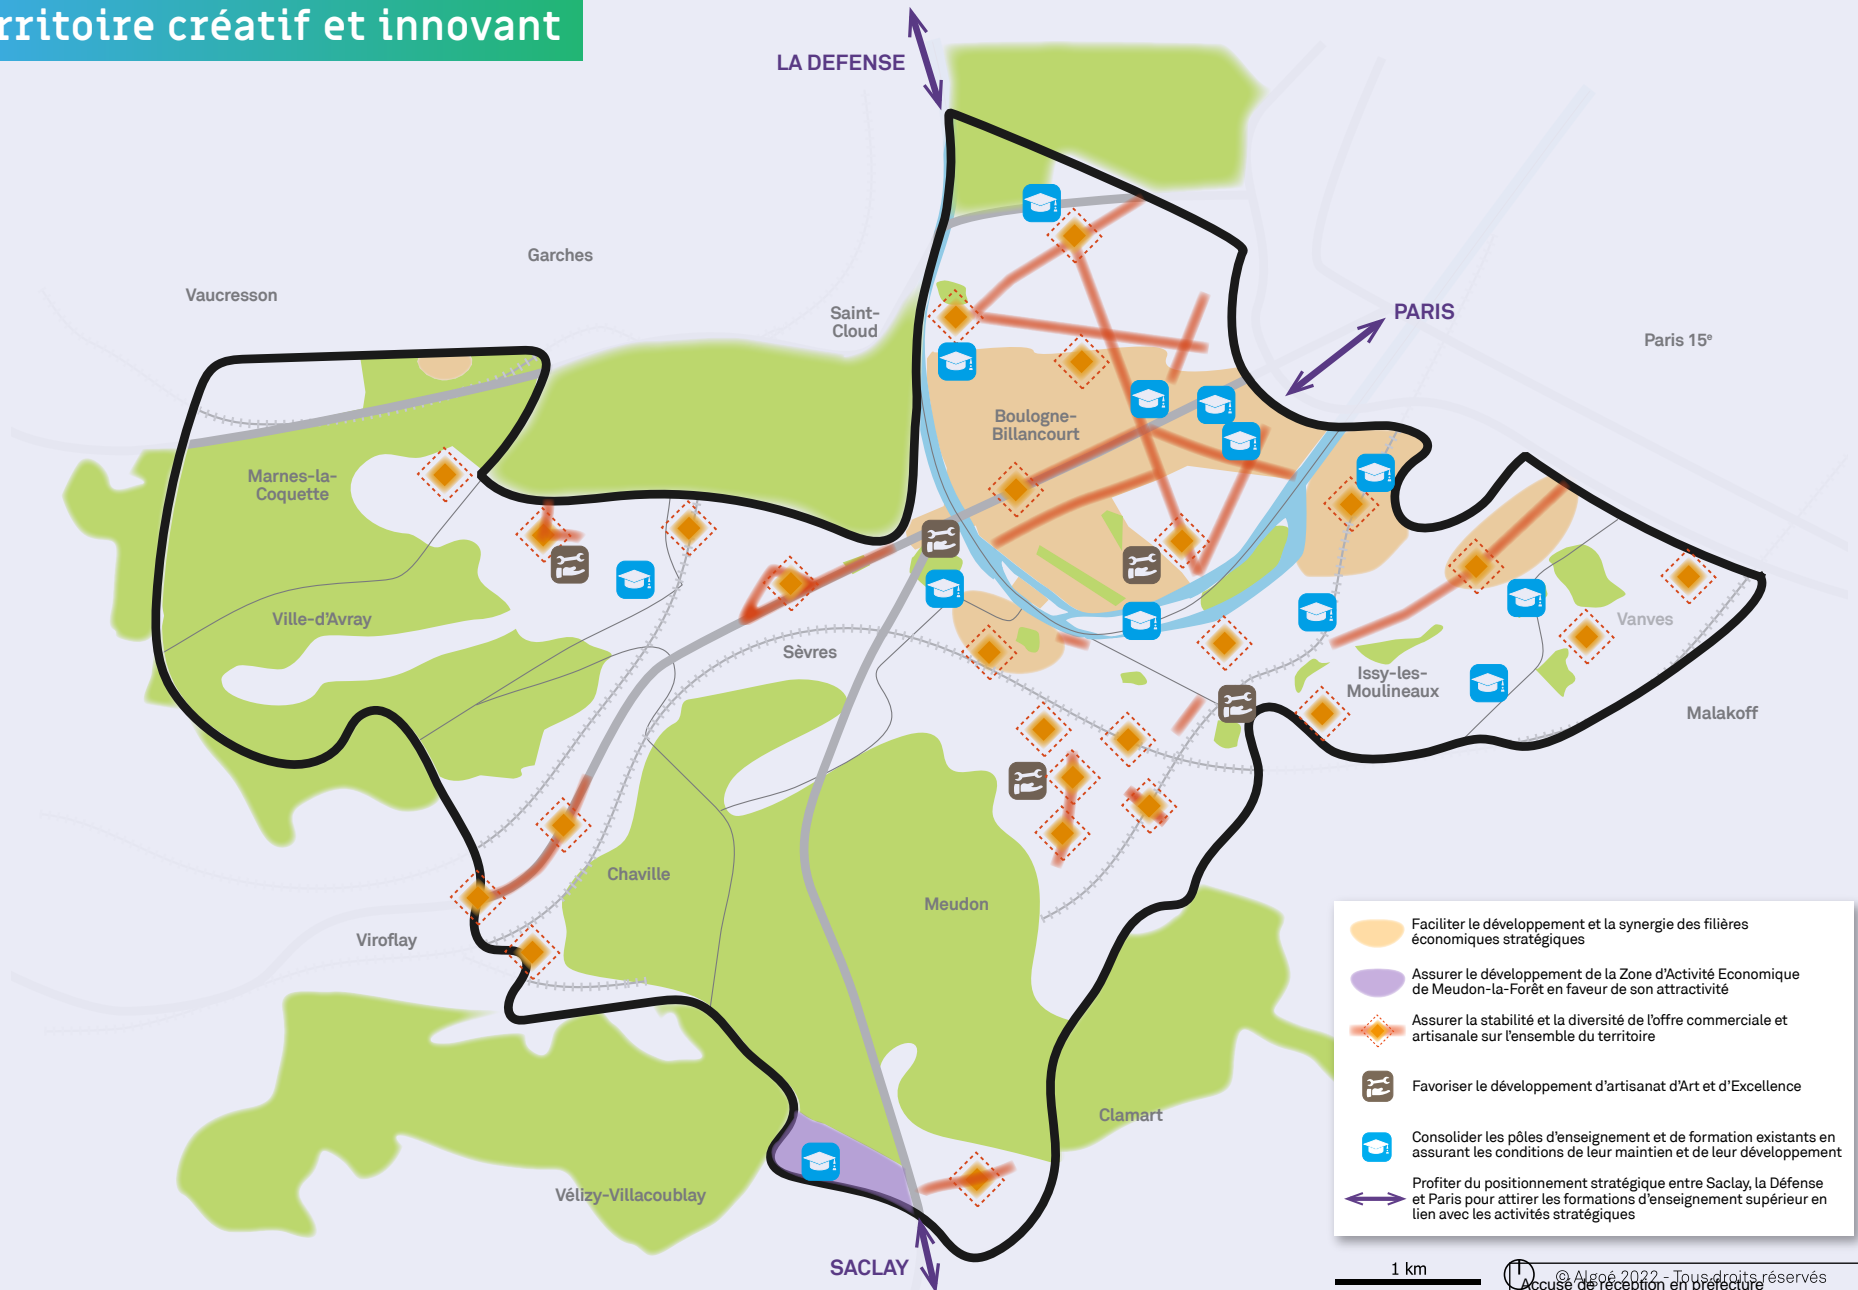 rritoire créatif et innovant
LA DEFENSE
Garches
Vaucresson
Saint-
Cloud
PARIS
Paris 15e
Boulogne-
Billancourt
Marnes-la-
Coquette
Ville-d'Avray
Sèvres
Vanves
Issy-les-
Moulineaux
Malakoff
Chaville
Meudon
Viroflay
Clamart
Vélizy-Villacoublay
SACLAY
Faciliter le développement et la synergie des filières
économiques stratégiques
Assurer le développement de la Zone d'Activité Economique
de Meudon-la-Forêt en faveur de son attractivité
Assurer la stabilité et la diversité de l'offre commerciale et
artisanale sur l'ensemble du territoire
Favoriser le développement d'artisanat d'Art et d'Excellence
Consolider les pôles d'enseignement et de formation existants en
assurant les conditions de leur maintien et de leur développement
Profiter du positionnement stratégique entre Saclay, la Défense
et Paris pour attirer les formations d'enseignement supérieur en
lien avec les activités stratégiques
1 km
© Algoé 2022 - Tous droits réservés
Accusé de réception en préfecture